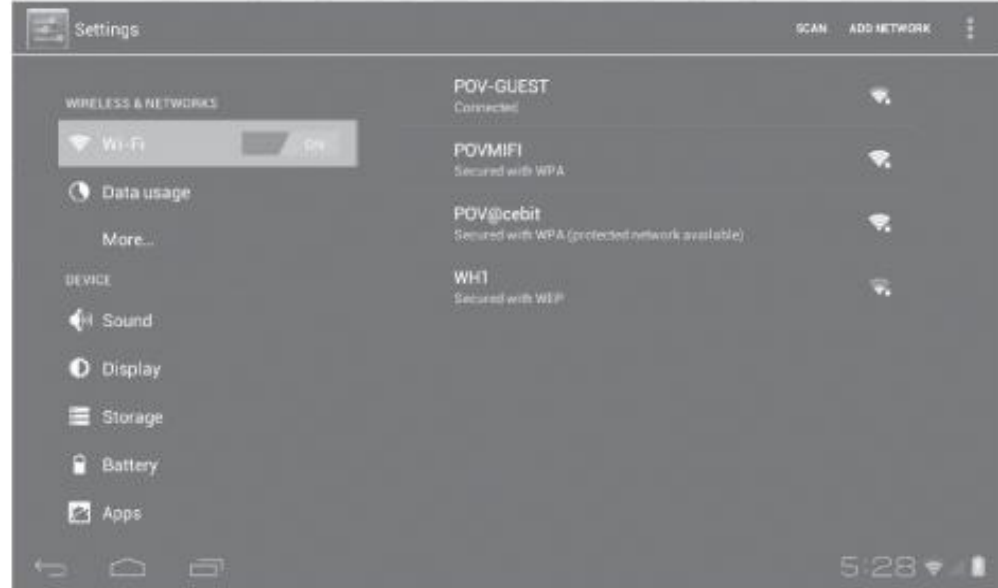 Settings
SCAN ADD NETWORK
WIRELESS & NETWORKS
Wi-Fi ON
Data usage
More...
DEVICE
Sound
Display
Storage
Battery
Apps
POV-GUEST
Connected
POVMIFI
Secured with WPA
POV@cebit
Secured with WPA (protected network available)
WH1
Secured with WEP
5:28